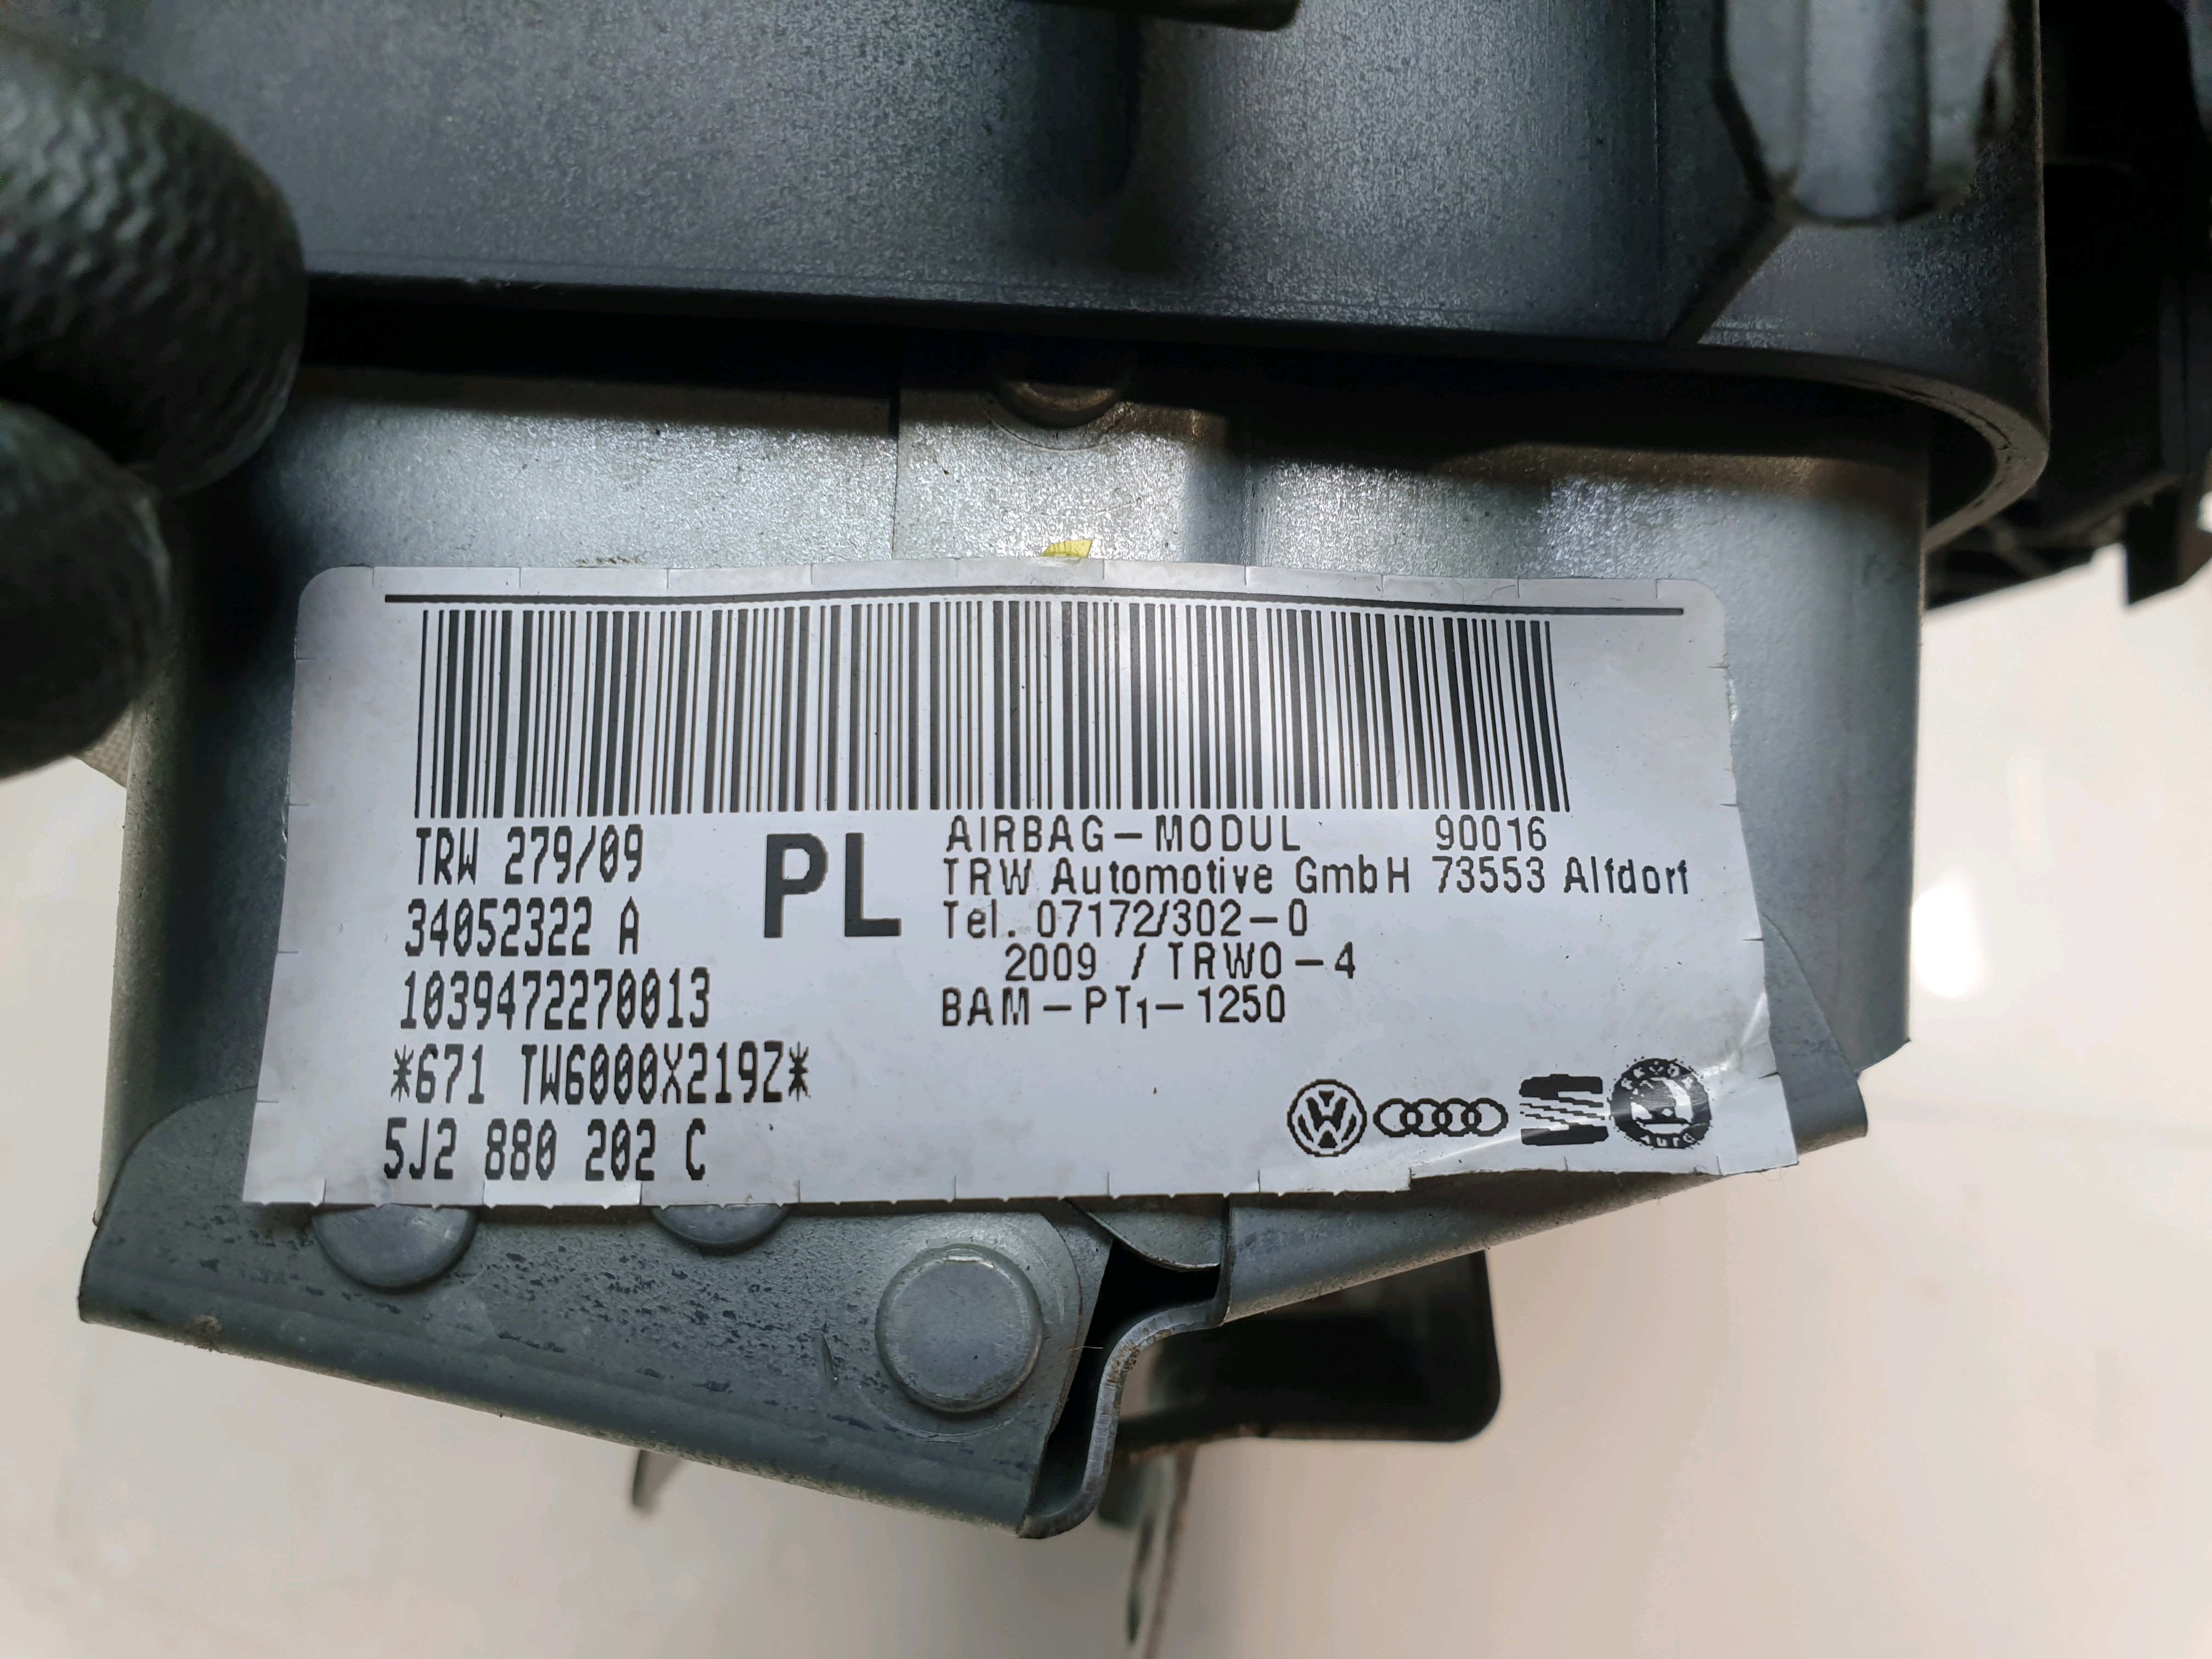 TRW 279/09
34052322 A
1039472270013
*671 TW6000X219Z*
5J2 880 202 C
PL
AIRBAG-MODUL 90016
TRW Automotive GmbH 73553 Alfdorf
Tel. 07172/302-0
2009 / TRWO-4
BAM-PT1-1250